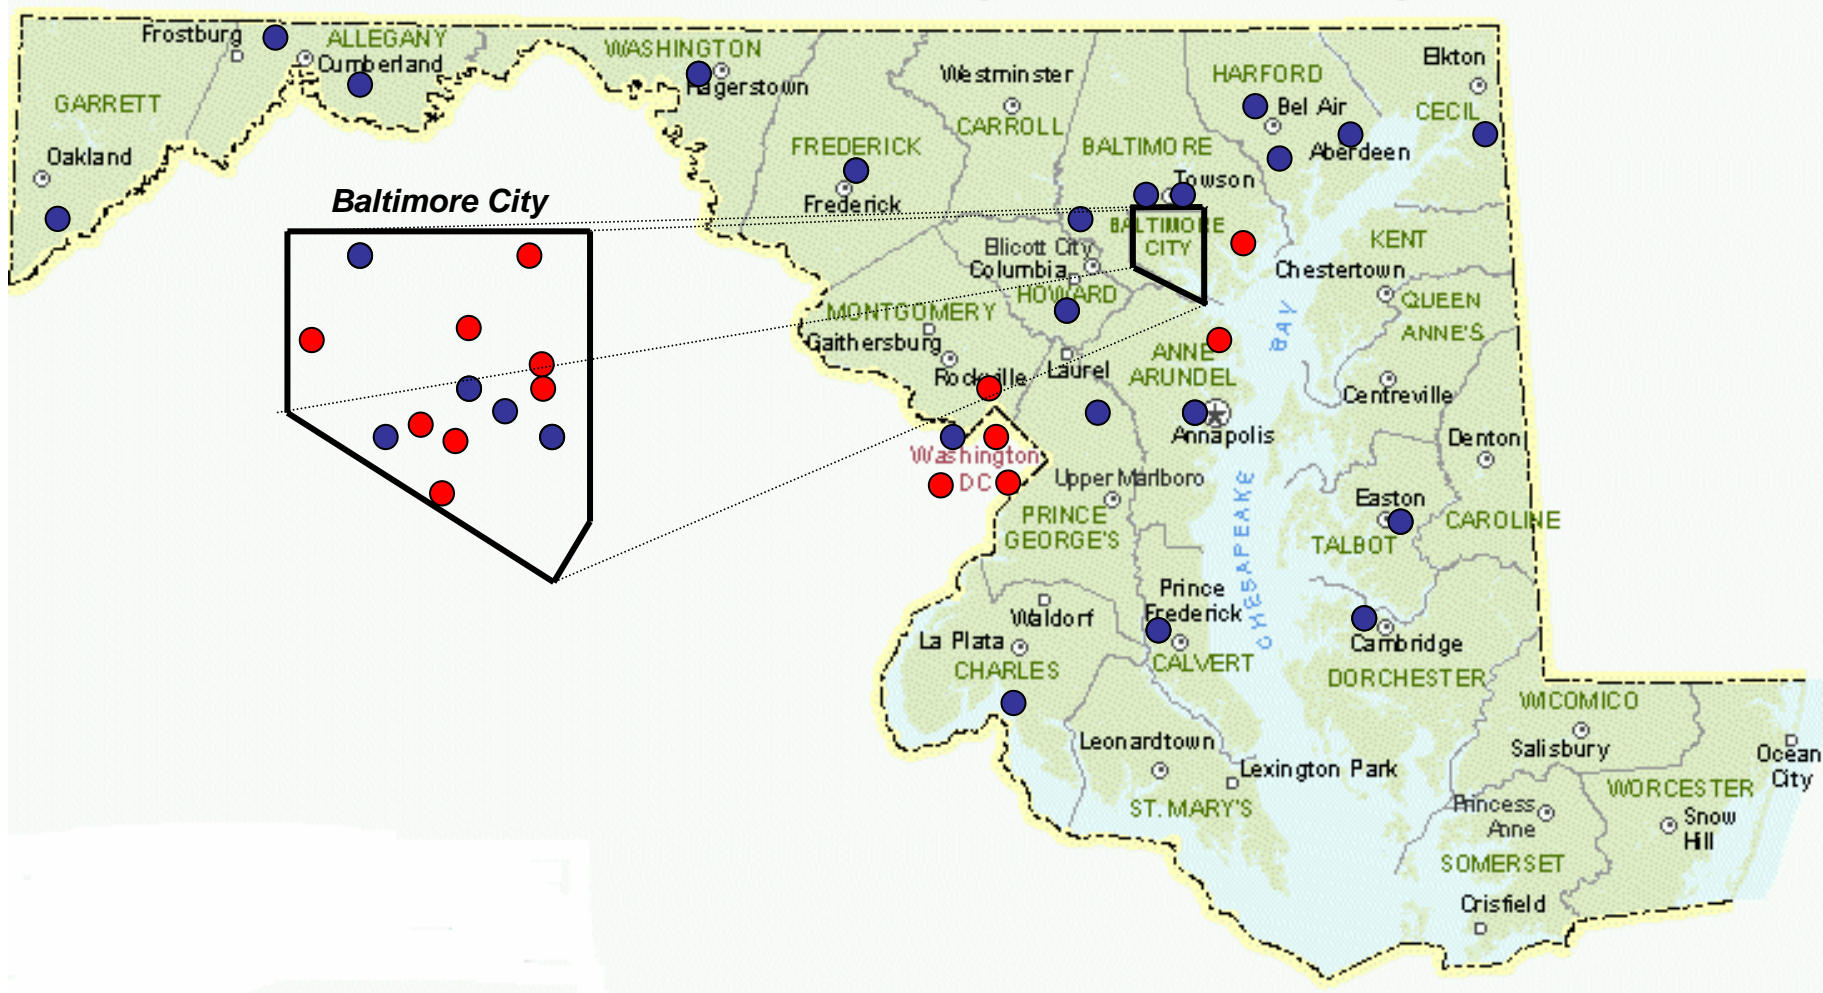 Frostburg
ALLEGANY
Cumberland
GARRETT
Oakland
WASHINGTON
Hagerstown
FREDERICK
Frederick
Westminster
CARROLL
BALTIMORE
Towson
HARFORD
Bel Air
Aberdeen
Elkton
CECIL
Baltimore City
BALTIMORE
CITY
Ellicott City
Columbia
HOWARD
KENT
Chestertown
QUEEN
ANNE'S
MONTGOMERY
Gaithersburg
Rockville
Laurel
ANNE
ARUNDEL
Annapolis
Centreville
Denton
CHESAPEAKE
BAY
Washington
DC
Upper Marlboro
PRINCE
GEORGE'S
Easton
TALBOT
CAROLINE
Prince
Frederick
CALVERT
Waldorf
La Plata
CHARLES
Cambridge
DORCHESTER
Leonardtown
Lexington Park
ST. MARY'S
WICOMICO
Salisbury
Ocean
City
WORCESTER
Snow
Hill
Princess
Anne
SOMERSET
Crisfield